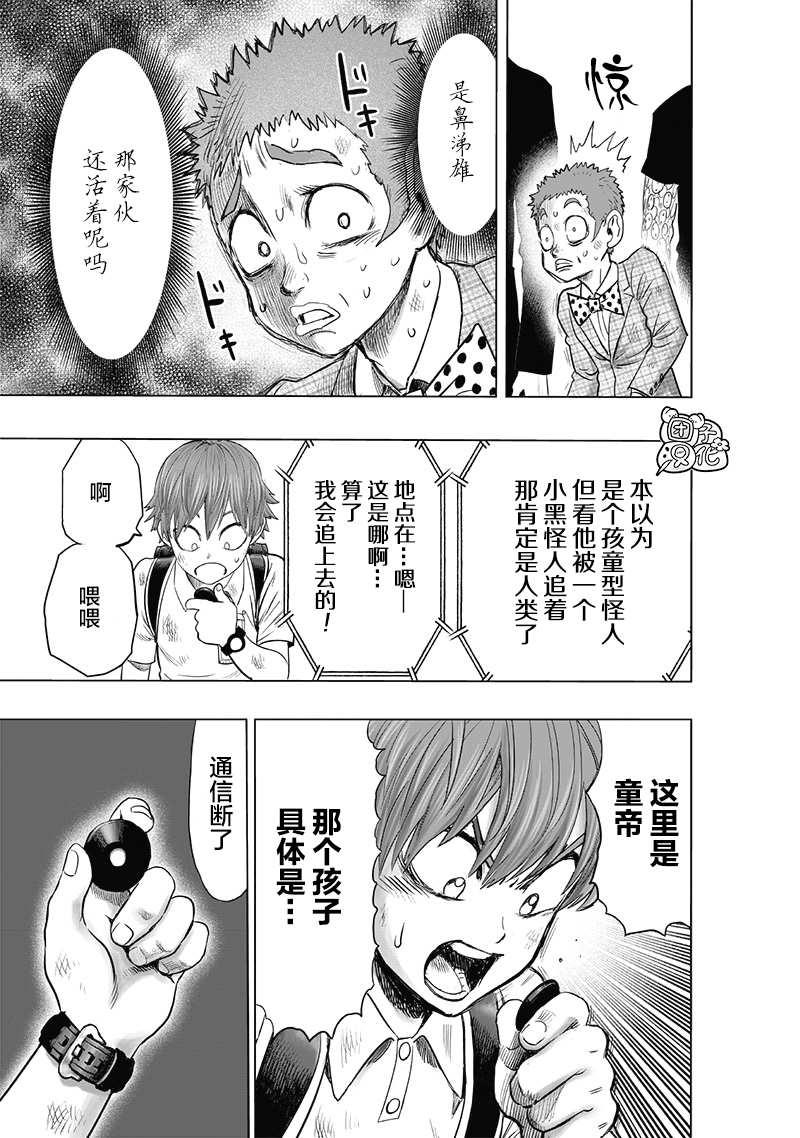 惊
是鼻涕雄
ドキ
ドキ
那家伙
还活着呢吗
团子
汉化
本以为
是个孩童型怪人
但看他被一个
小黑怪人追着
那肯定是人类了
地点在…嗯—
这是哪啊…
算了
我会追上去的!
啊
喂喂
这里是
童帝
那个孩子
具体是…
通信断了